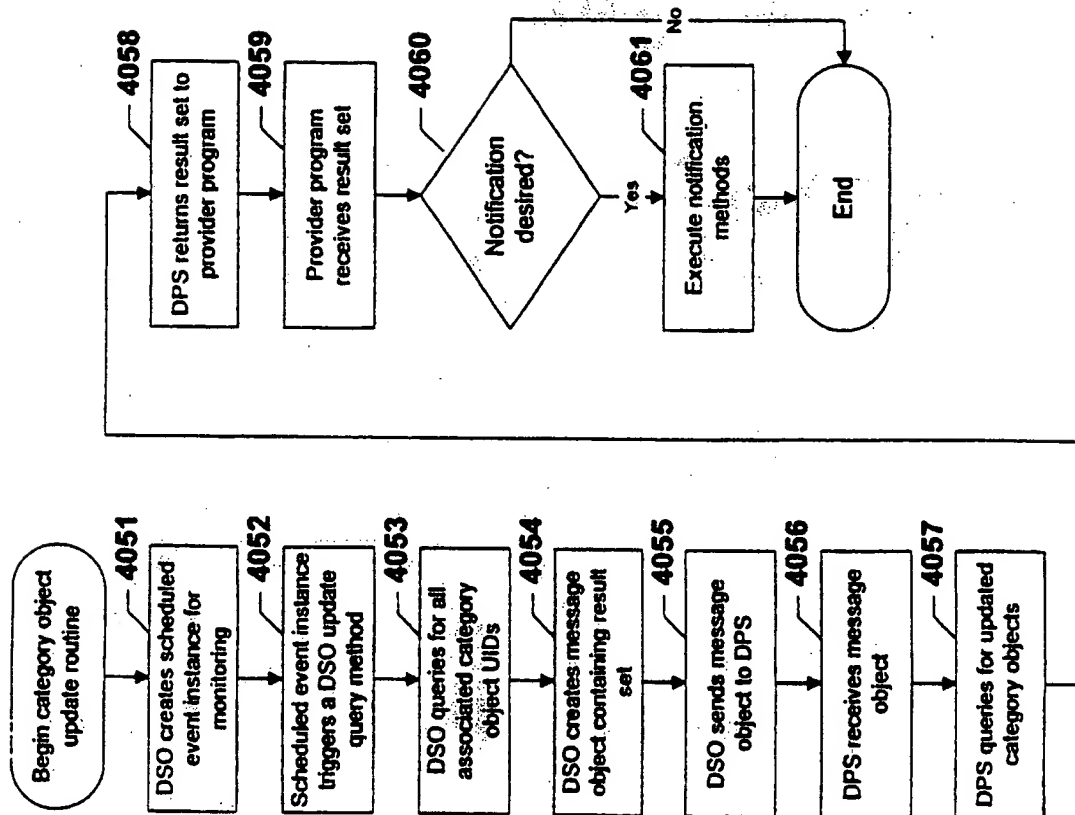 Begin category object
update routine
4051
DSO creates scheduled
event instance for
monitoring
4052
Scheduled event instance
triggers a DSO update
query method
4053
DSO queries for all
associated category
object UIDs
4054
DSO creates message
object containing result
set
4055
DSO sends message
object to DPS
4056
DPS receives message
object
4057
DPS queries for updated
category objects
4058
DPS returns result set to
provider program
4059
Provider program
receives result set
4060
Notification
desired?
No
Yes
4061
Execute notification
methods
End